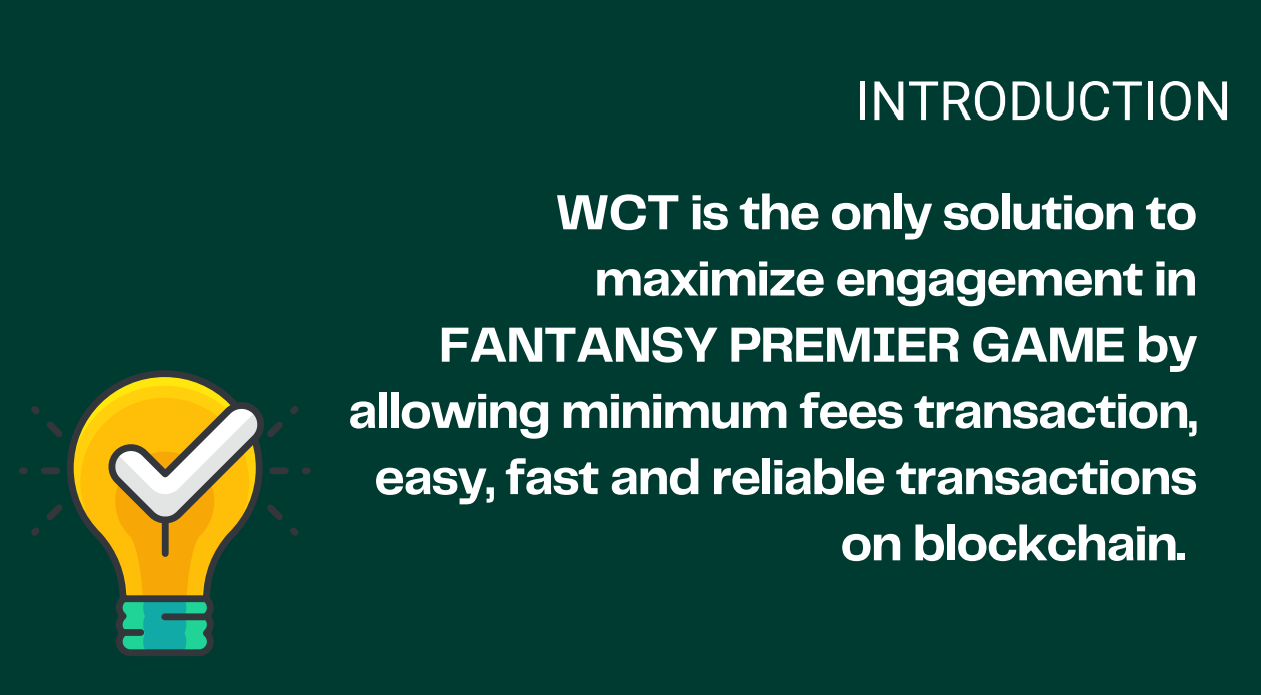 INTRODUCTION
WCT is the only solution to
maximize engagement in
FANTANSY PREMIER GAME by
allowing minimum fees transaction,
easy, fast and reliable transactions
on blockchain.